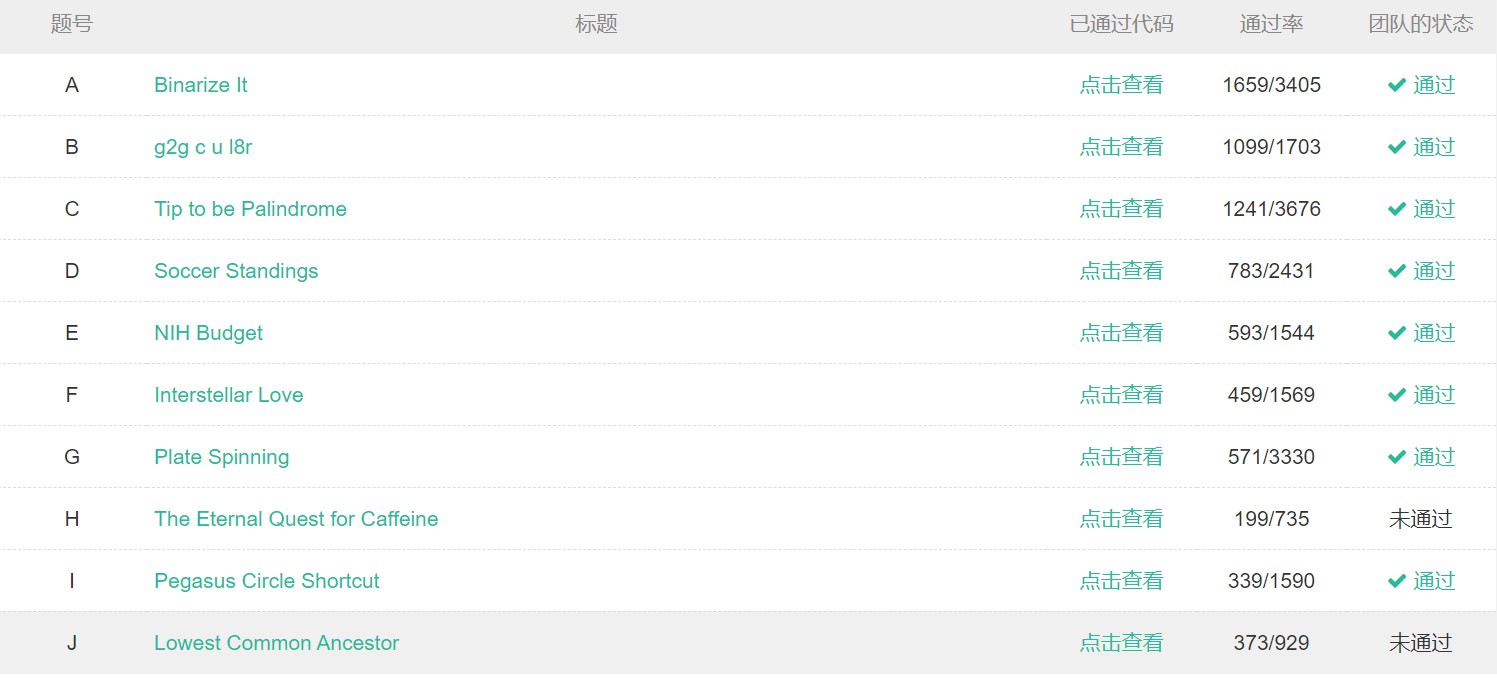 题号 标题 已通过代码 通过率 团队的状态
A Binarize It 点击查看 1659/3405 通过
B g2g c u l8r 点击查看 1099/1703 通过
C Tip to be Palindrome 点击查看 1241/3676 通过
D Soccer Standings 点击查看 783/2431 通过
E NIH Budget 点击查看 593/1544 通过
F Interstellar Love 点击查看 459/1569 通过
G Plate Spinning 点击查看 571/3330 通过
H The Eternal Quest for Caffeine 点击查看 199/735 未通过
I Pegasus Circle Shortcut 点击查看 339/1590 通过
J Lowest Common Ancestor 点击查看 373/929 未通过